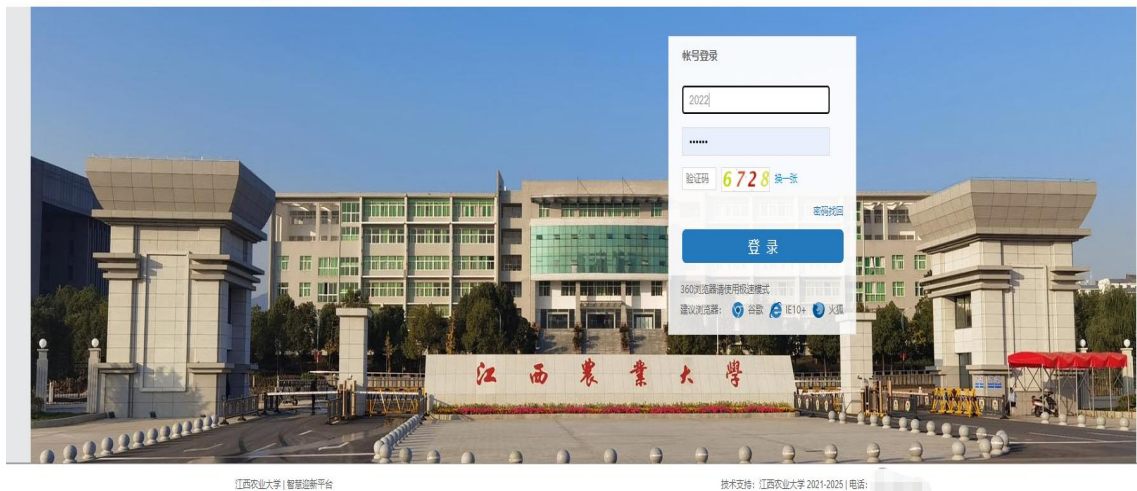 帐号登录
2022
••••••
验证码 6728 换一张
密码找回
登 录
360浏览器请使用极速模式
建议浏览器： 谷歌 IE10+ 火狐
江西農業大學
江西农业大学 | 智慧迎新平台
技术支持：江西农业大学 2021-2025 | 电话：